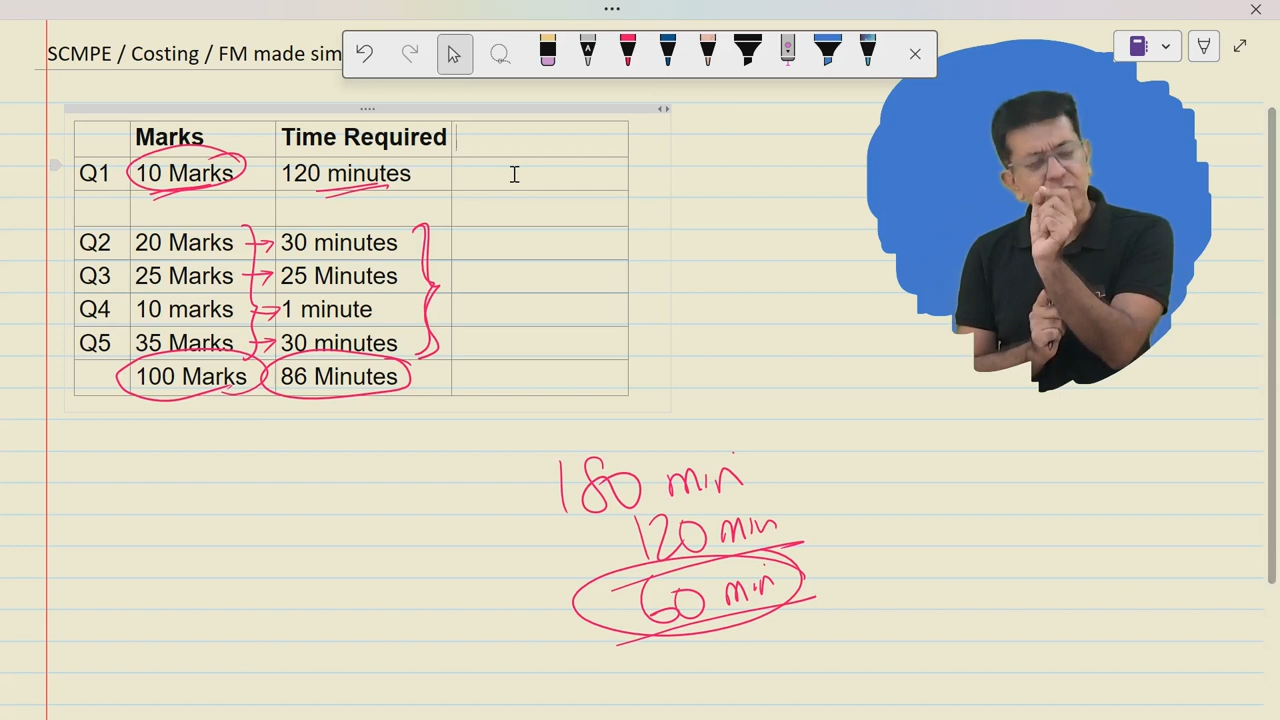 SCMPE / Costing / FM made sim
Marks Time Required
Q1 10 Marks 120 minutes
Q2 20 Marks 30 minutes
Q3 25 Marks 25 Minutes
Q4 10 marks 1 minute
Q5 35 Marks 30 minutes
100 Marks 86 Minutes
180 min
120 min
60 min